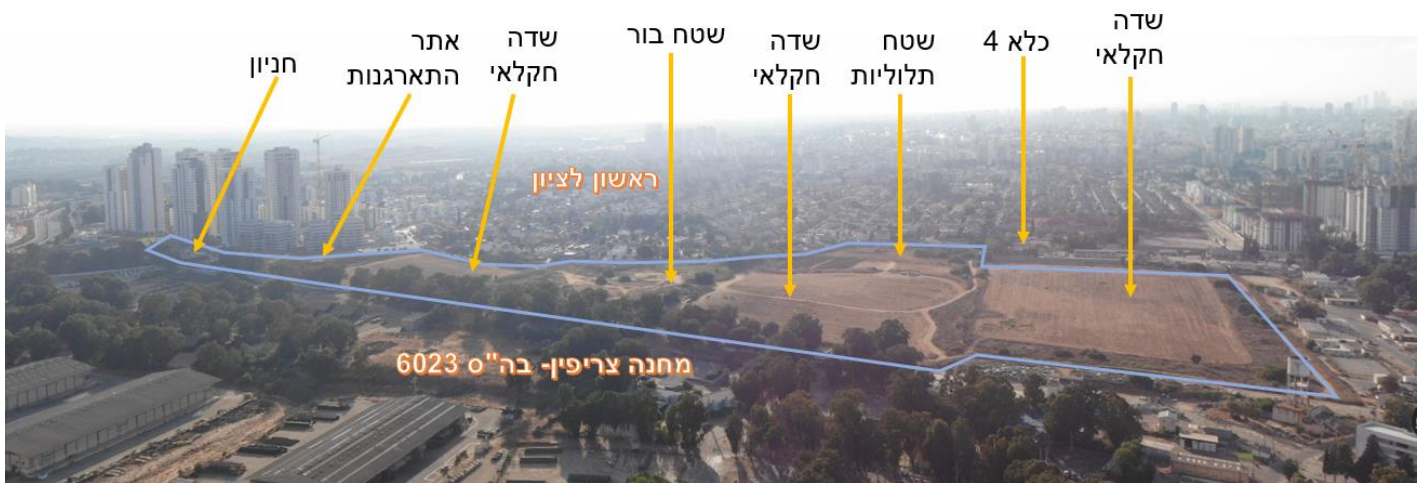 שדה
חקלאי
כלא 4
שטח
תלוליות
שדה
חקלאי
שטח בור
שדה
חקלאי
אתר
התארגנות
חניון
ראשון לציון
מחנה צריפין- בה"ס 6023